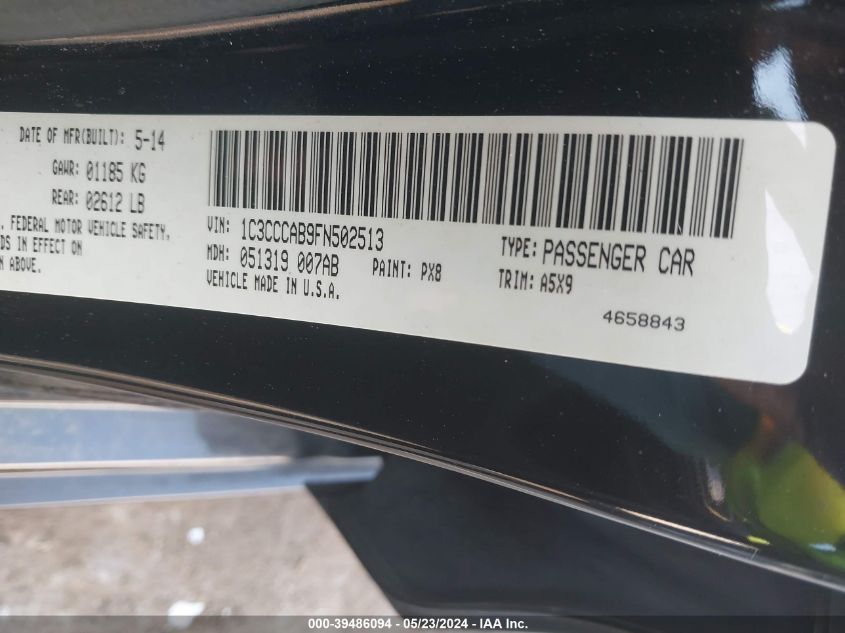 DATE OF MFR(BUILT): 5-14
GAWR: 01185 KG
REAR: 02612 LB
. FEDERAL MOTOR VEHICLE SAFETY,
DS IN EFFECT ON
N ABOVE.
VIN: 1C3CCCAB9FN502513
MDH: 051319 007AB PAINT: PX8
VEHICLE MADE IN U.S.A.
TYPE: PASSENGER CAR
TRIM: A5X9
4658843
000-39486094 - 05/23/2024 - IAA Inc.